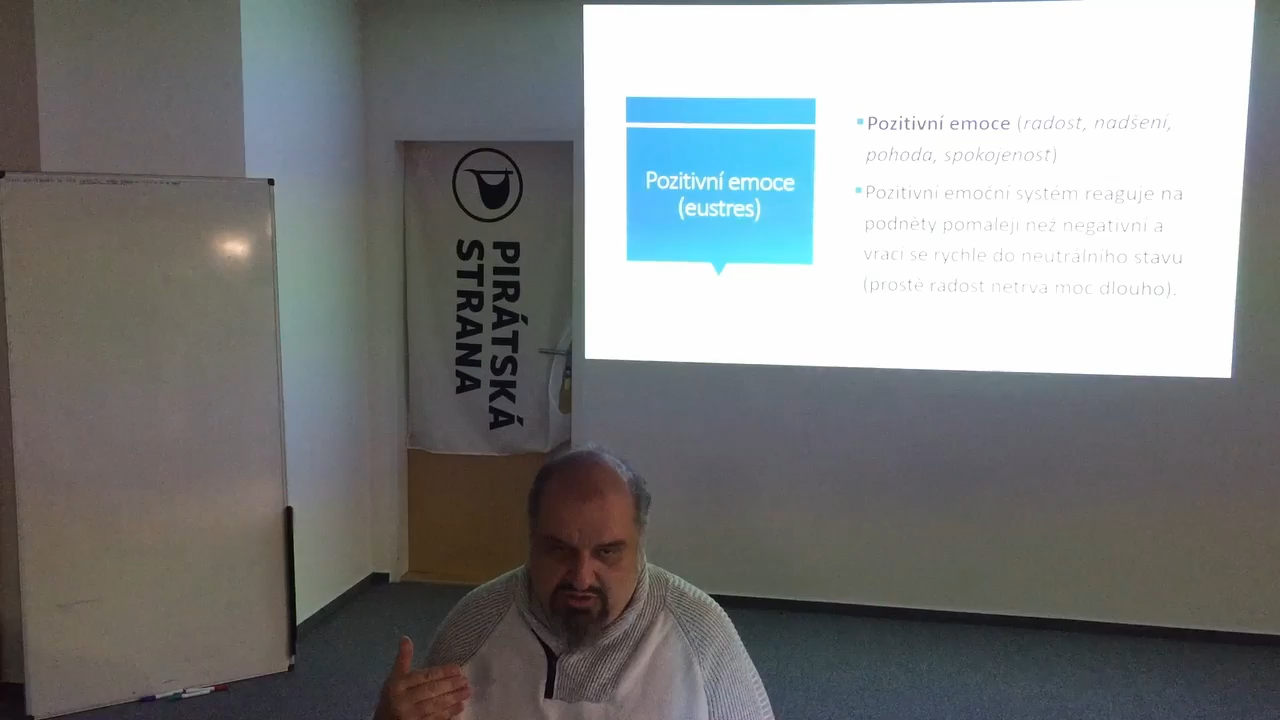 PIRÁTSKÁ
STRANA
Pozitivní emoce
(eustres)
Pozitivní emoce (radost, nadšení,
pohoda, spokojenost)
Pozitivní emoční systém reaguje na
podněty pomaleji než negativní a
vrací se rychle do neutrálního stavu
(prostě radost netrvá moc dlouho).